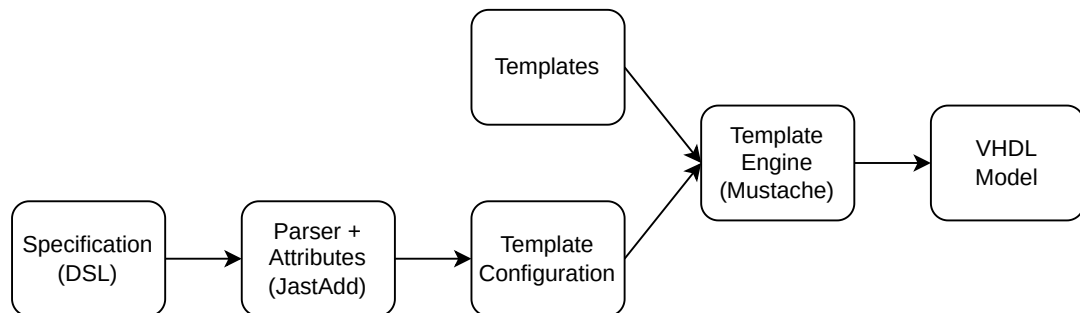 Templates
Template
Engine
(Mustache)
VHDL
Model
Specification
(DSL)
Parser +
Attributes
(JastAdd)
Template
Configuration